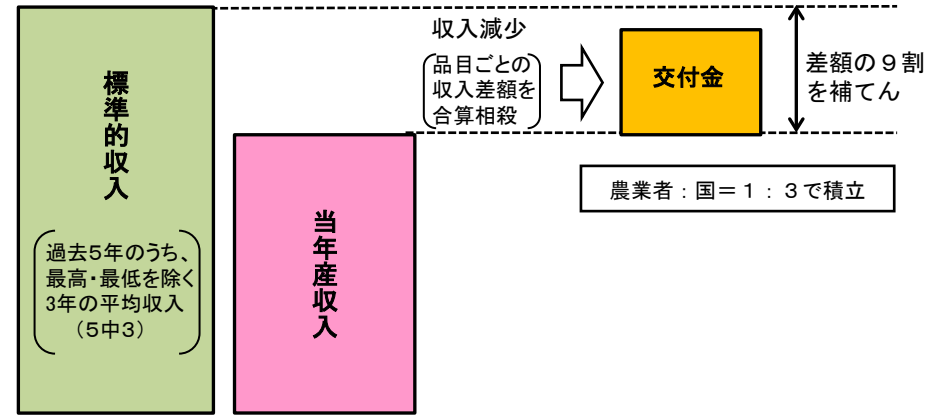 標準的収入
過去5年のうち、
最高・最低を除く
3年の平均収入
（5中3）
当年産収入
収入減少
品目ごとの
収入差額を
合算相殺
交付金
差額の９割
を補てん
農業者：国＝１：３で積立